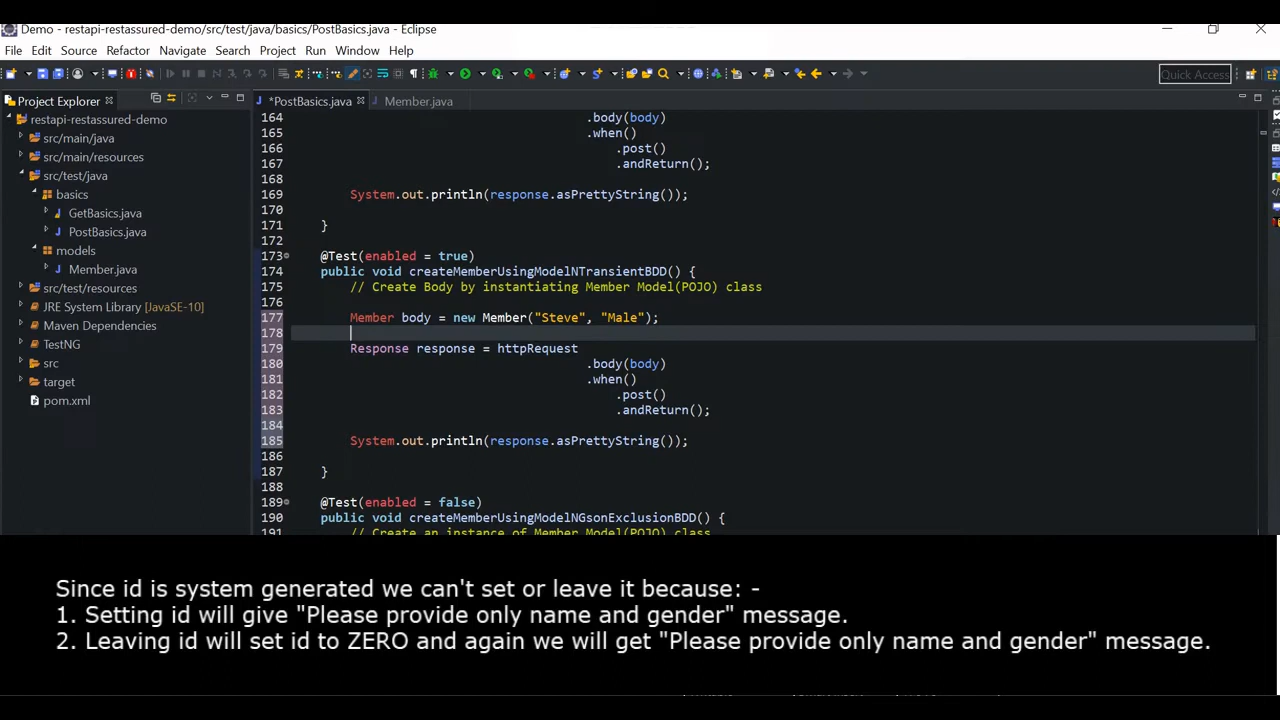 Demo - restapi-restassured-demo/src/test/java/basics/PostBasics.java - Eclipse
File Edit Source Refactor Navigate Search Project Run Window Help
Quick Access
Project Explorer
*PostBasics.java Member.java
restapi-restassured-demo
src/main/java
src/main/resources
src/test/java
basics
GetBasics.java
PostBasics.java
models
Member.java
src/test/resources
JRE System Library [JavaSE-10]
Maven Dependencies
TestNG
src
target
pom.xml
164 .body(body)
165 .when()
166 .post()
167 .andReturn();
168
169 System.out.println(response.asPrettyString());
170
171 }
172
173 @Test(enabled = true)
174 public void createMemberUsingModelNTransientBDD() {
175 // Create Body by instantiating Member Model(POJO) class
176
177 Member body = new Member("Steve", "Male");
178
179 Response response = httpRequest
180 .body(body)
181 .when()
182 .post()
183 .andReturn();
184
185 System.out.println(response.asPrettyString());
186
187 }
188
189 @Test(enabled = false)
190 public void createMemberUsingModelNGsonExclusionBDD() {
191 // Create an instance of Member Model(POJO) class
Since id is system generated we can't set or leave it because: -
1. Setting id will give "Please provide only name and gender" message.
2. Leaving id will set id to ZERO and again we will get "Please provide only name and gender" message.